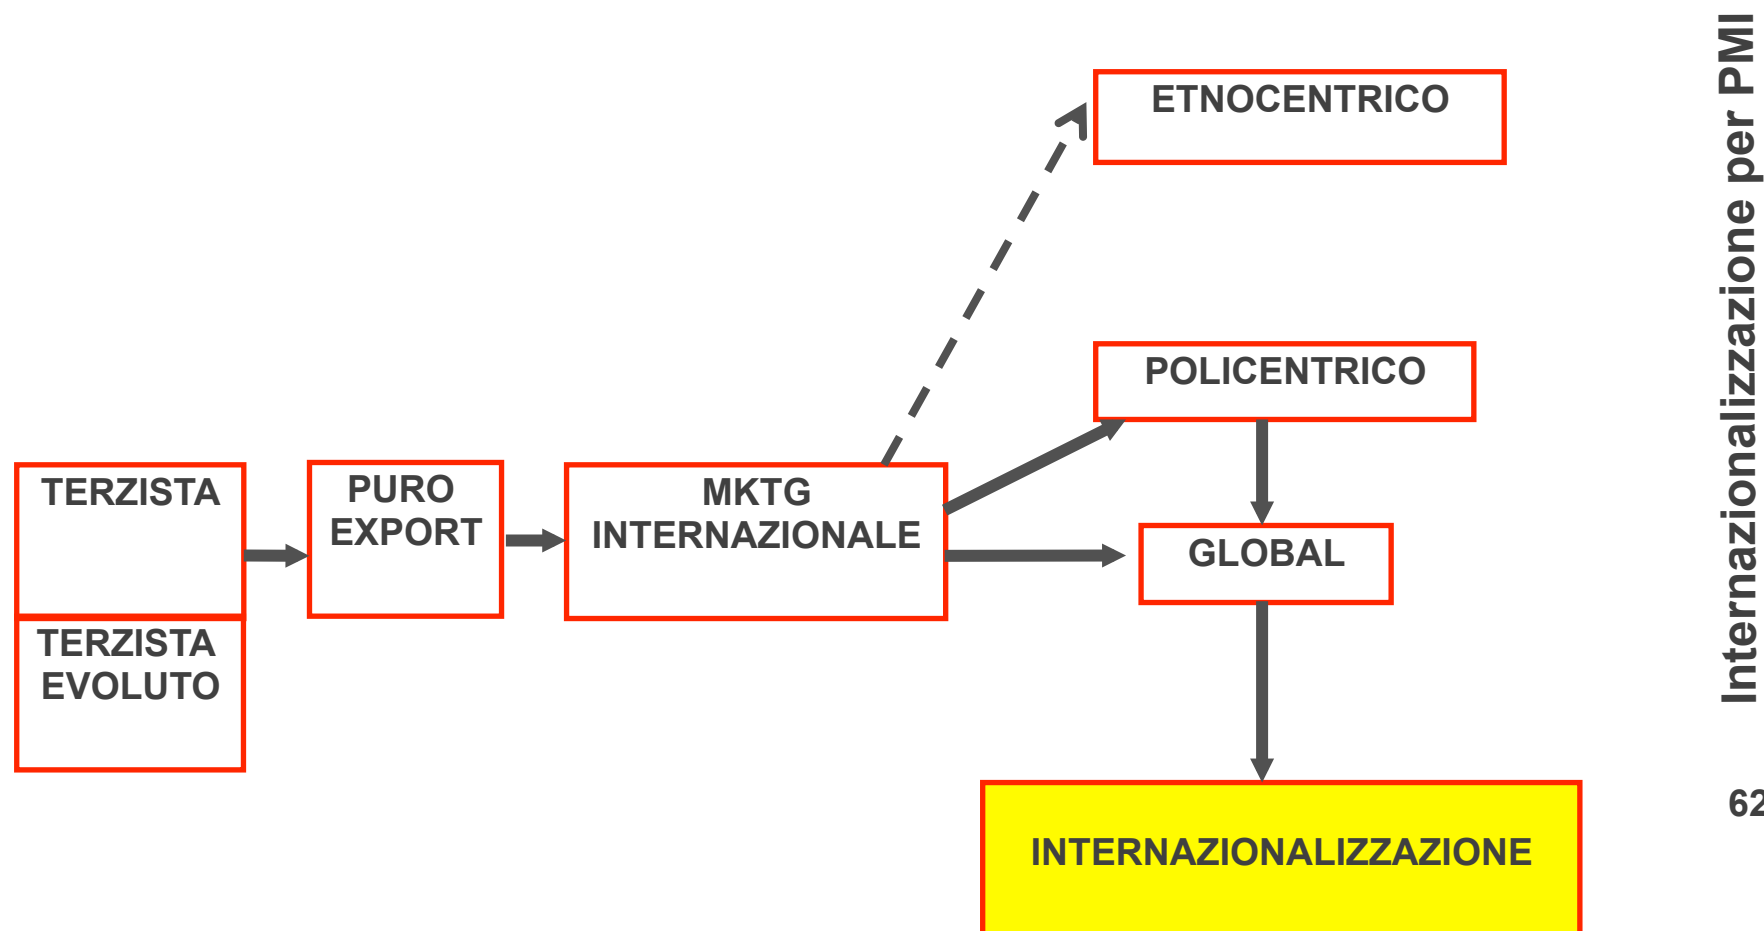 ETNOCENTRICO
POLICENTRICO
TERZISTA
PURO
EXPORT
MKTG
INTERNAZIONALE
GLOBAL
TERZISTA
EVOLUTO
INTERNAZIONALIZZAZIONE
Internazionalizzazione per PMI
62